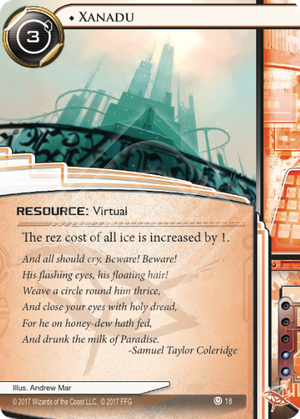 ♦ Xanadu
3
Resource: Virtual
The rez cost of all ice is increased by 1.
And all should cry, Beware! Beware!
His flashing eyes, his floating hair!
Weave a circle round him thrice,
And close your eyes with holy dread,
For he on honey-dew hath fed,
And drunk the milk of Paradise.
-Samuel Taylor Coleridge
Illus. Andrew Mar
© 2017 Wizards of the Coast LLC. © 2017 FFG
18